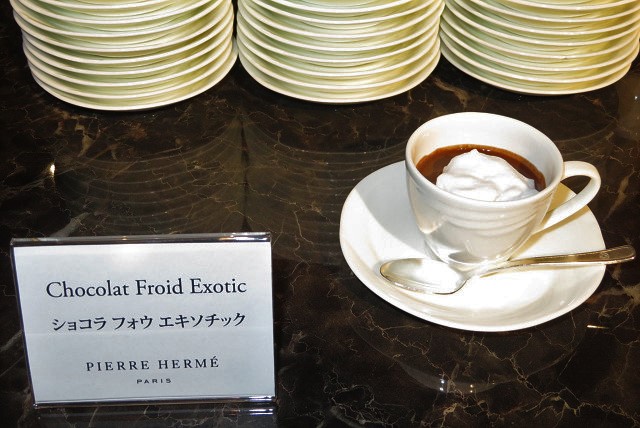 Chocolat Froid Exotic
ショコラ フォウ エキソチック
PIERRE HERMÉ
PARIS